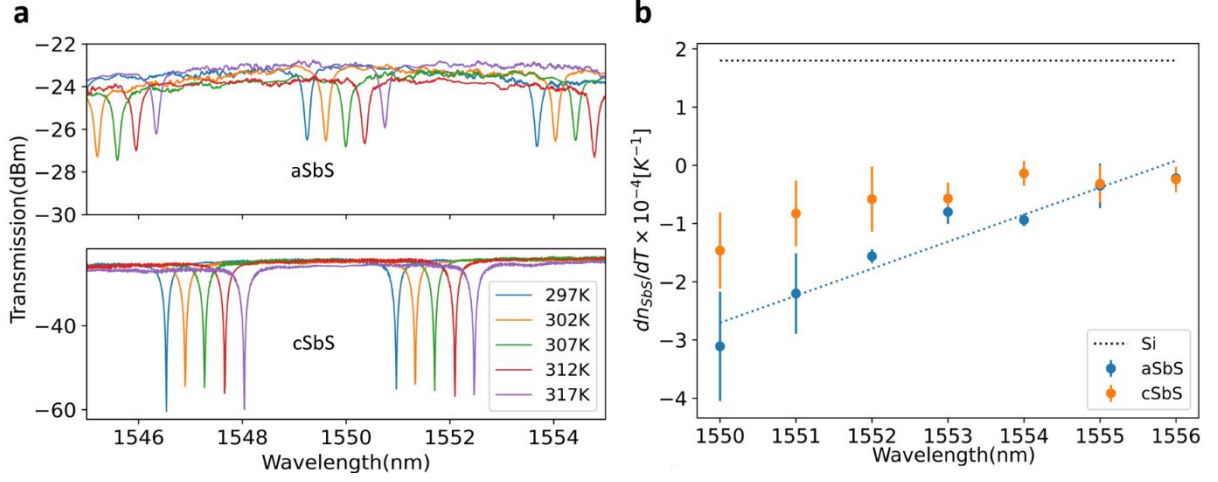 a
Transmission(dBm)
−22
−24
−26
−28
−30
aSbS
−40
−60
cSbS
297K
302K
307K
312K
317K
1546 1548 1550 1552 1554
Wavelength(nm)
b
dn_SbS/dT × 10⁻⁴[K⁻¹]
2
1
0
−1
−2
−3
−4
Si
aSbS
cSbS
1550 1551 1552 1553 1554 1555 1556
Wavelength(nm)